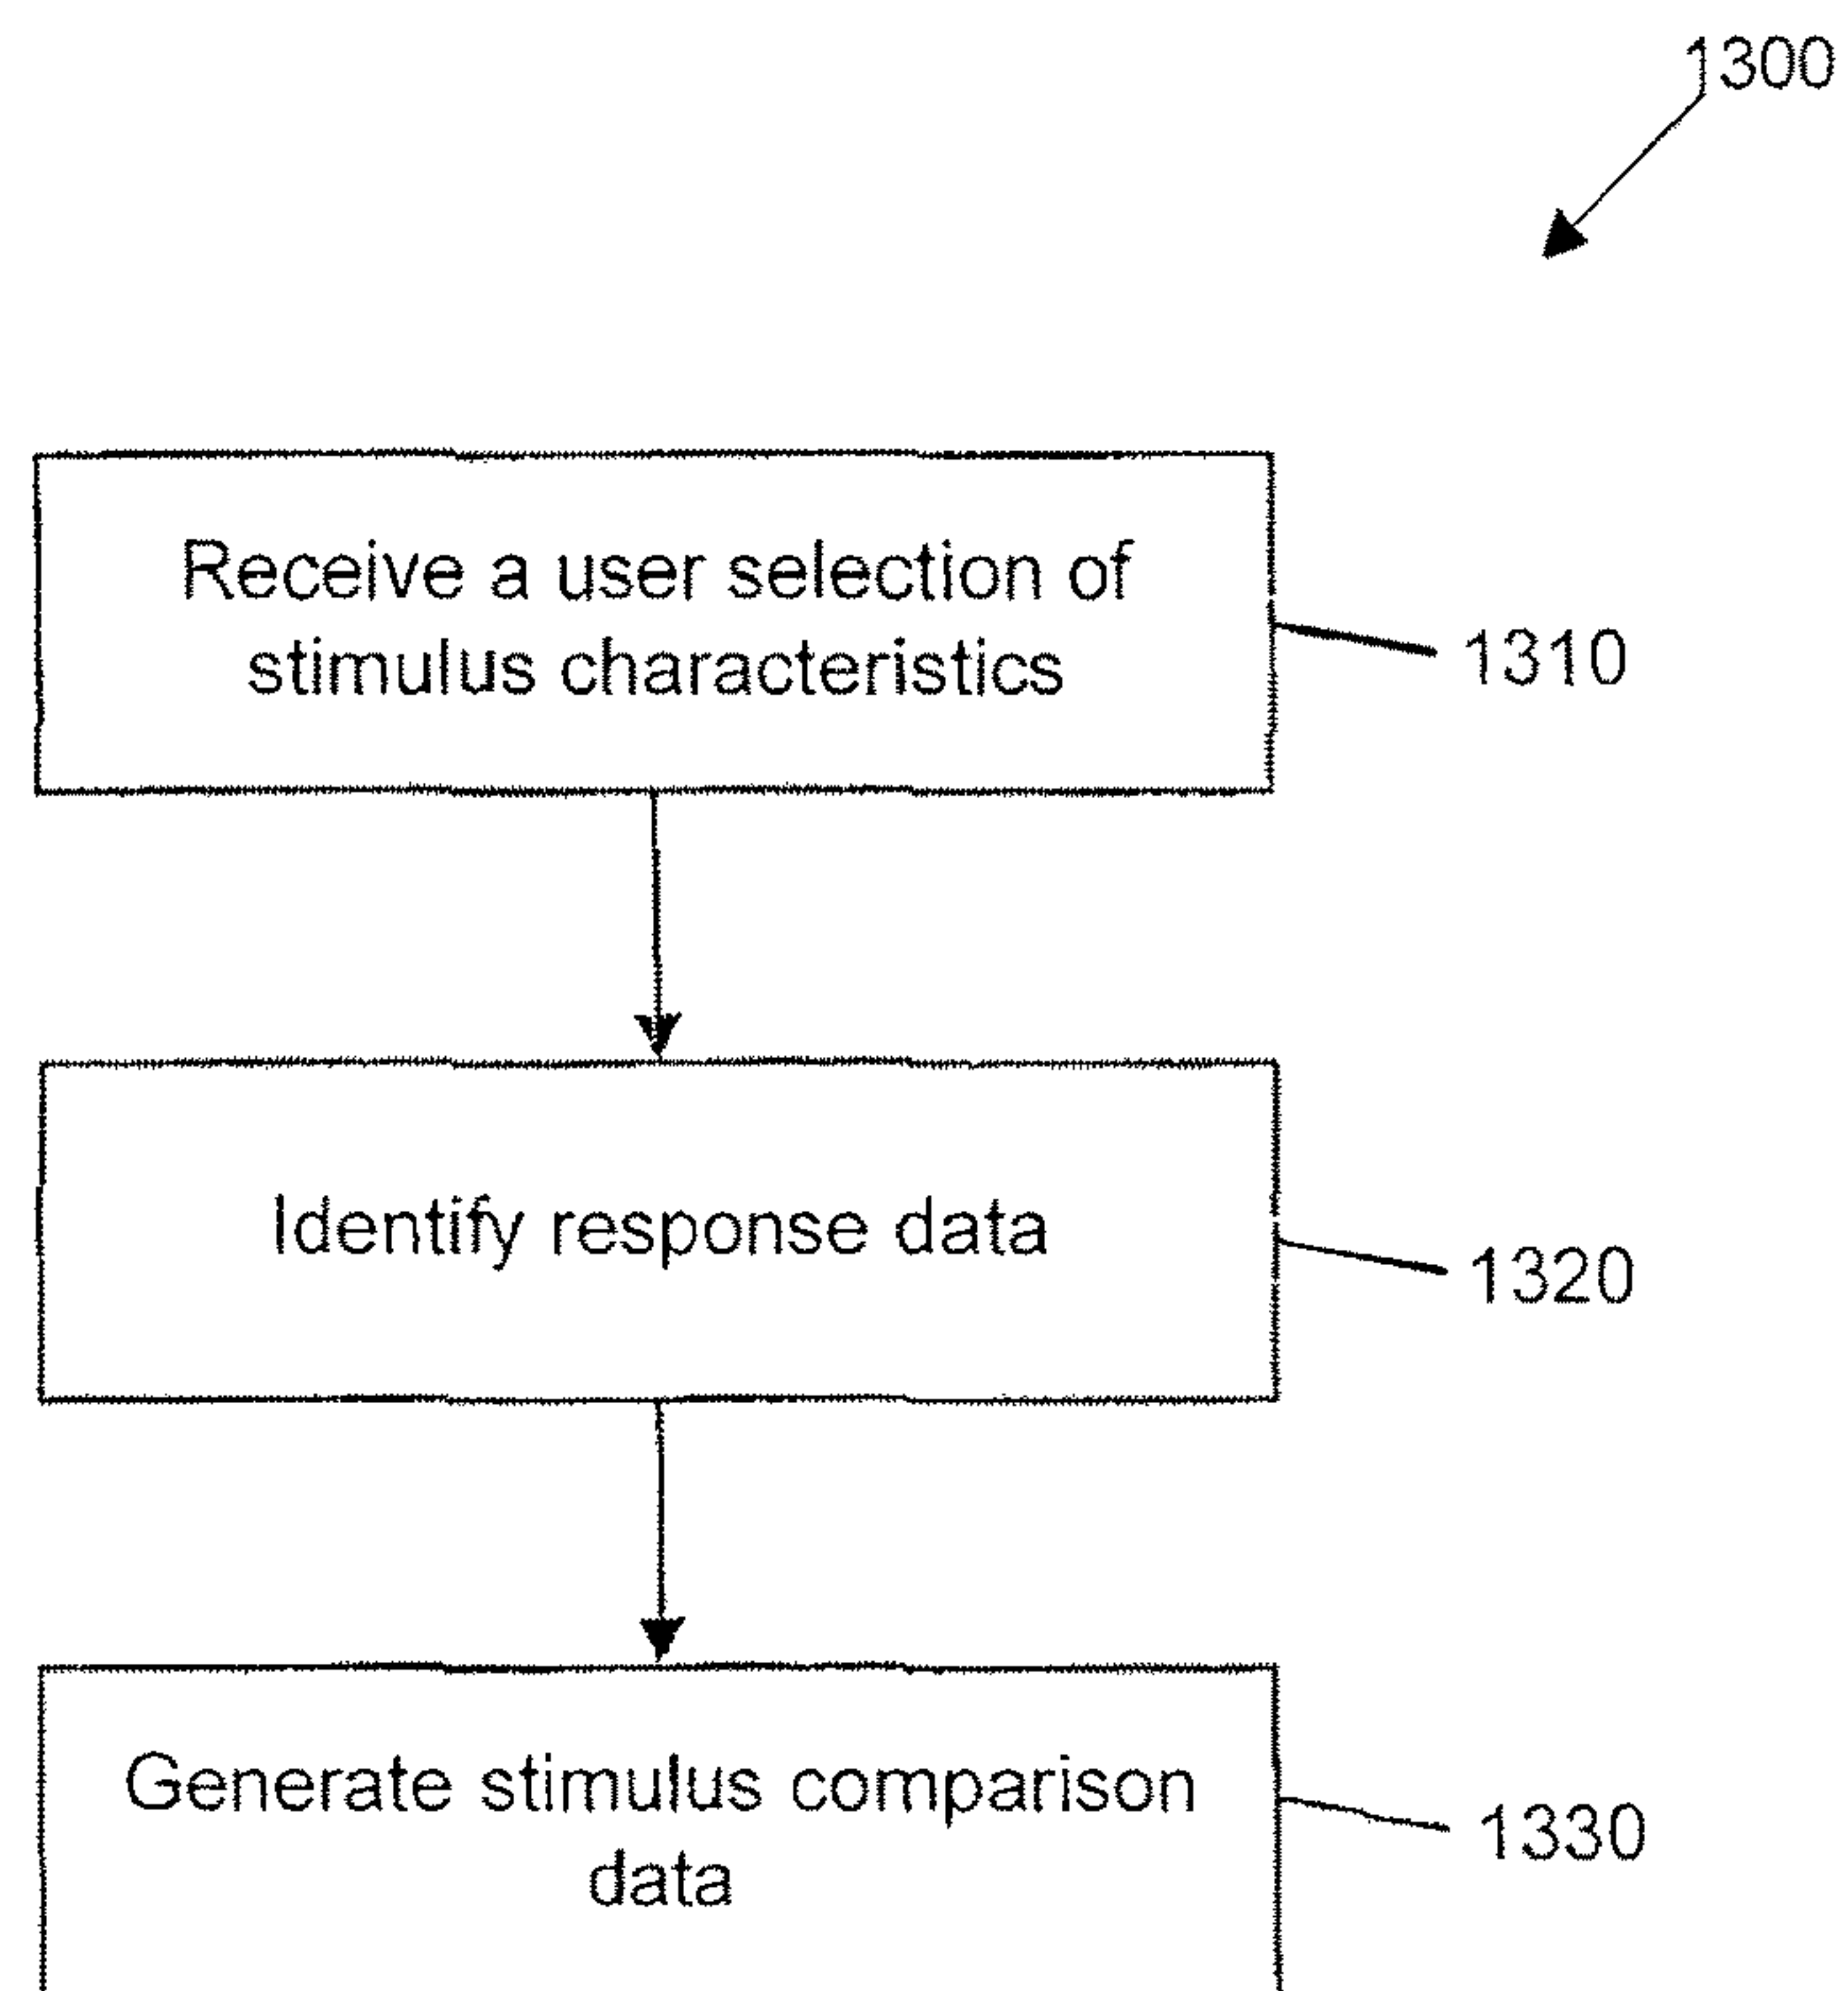 1300
Receive a user selection of
stimulus characteristics
1310
Identify response data
1320
Generate stimulus comparison
data
1330